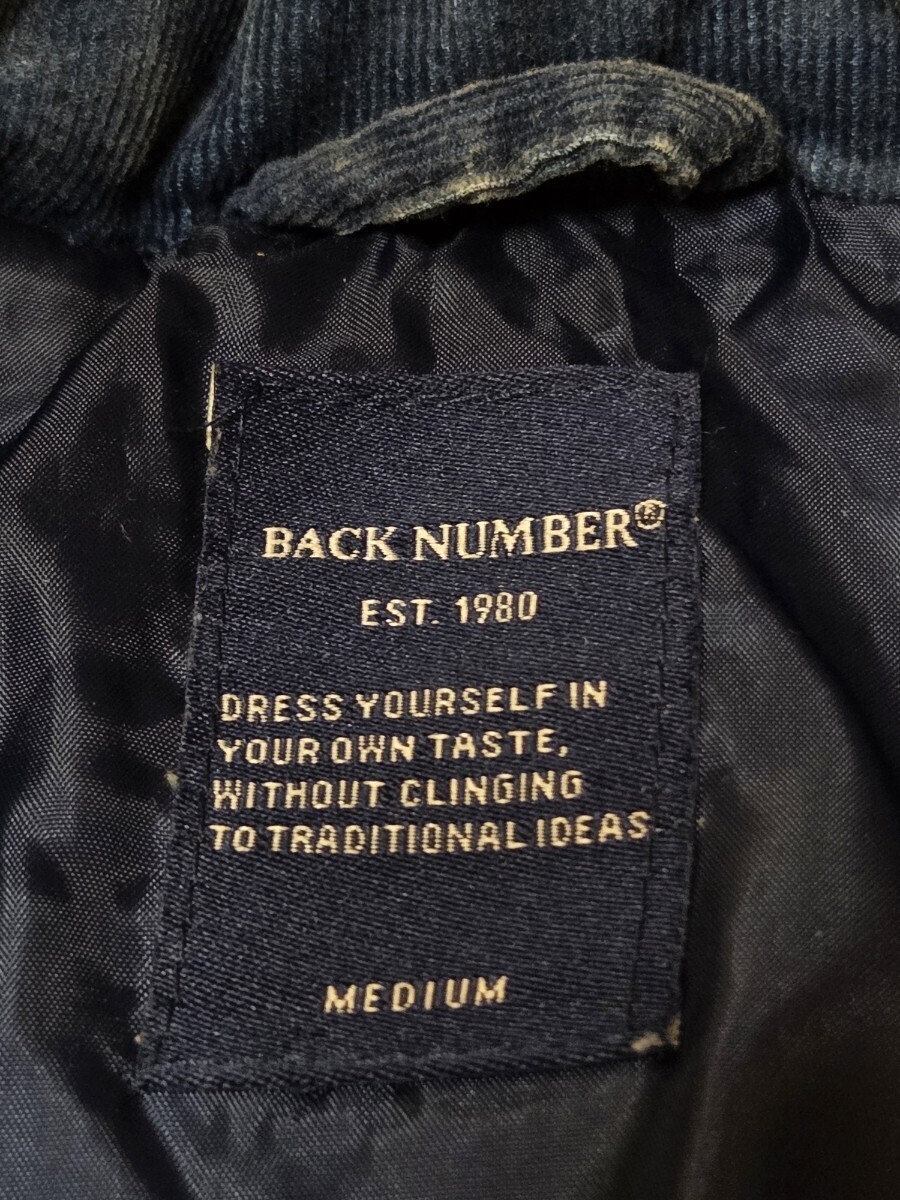 BACK NUMBER®
EST. 1980
DRESS YOURSELF IN
YOUR OWN TASTE,
WITHOUT CLINGING
TO TRADITIONAL IDEAS
MEDIUM